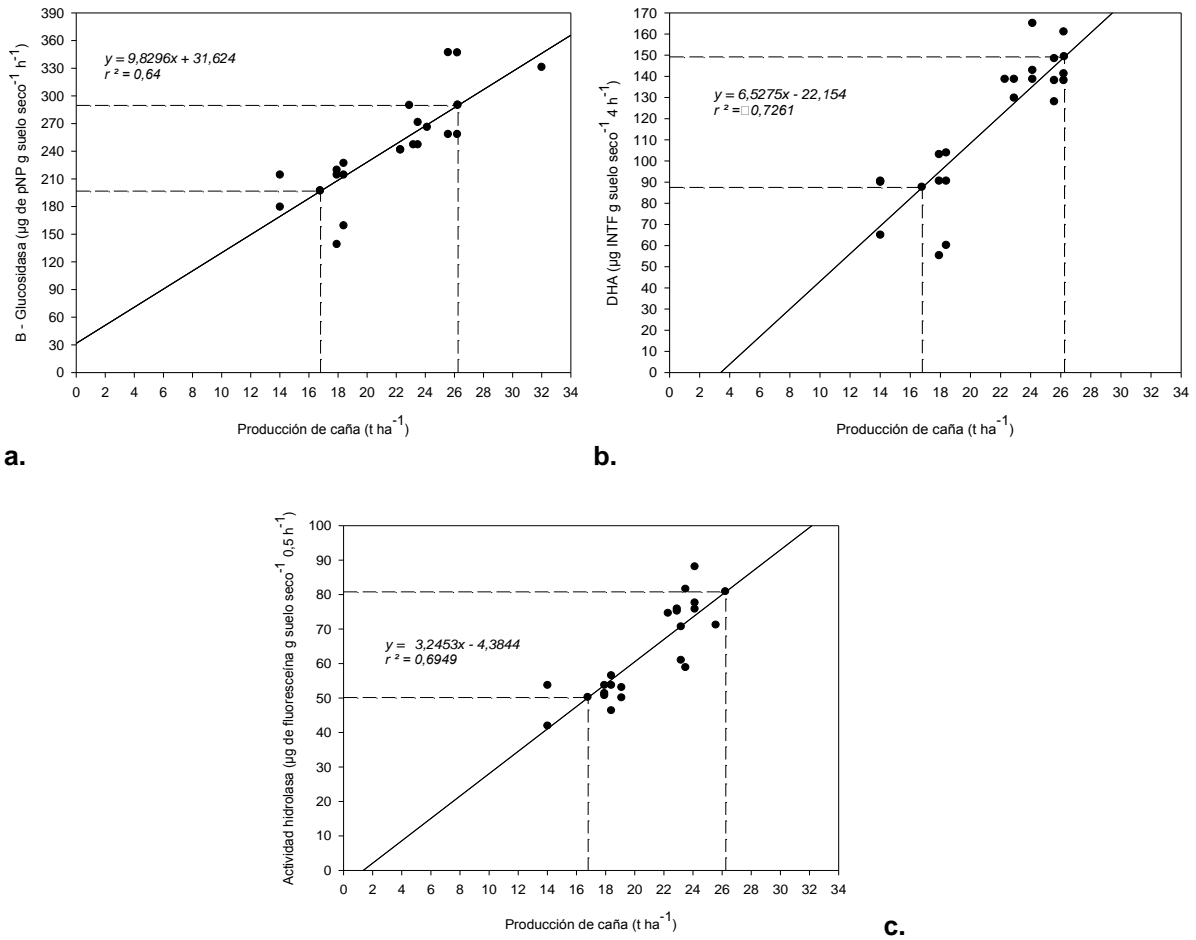 B - Glucosidasa (µg de pNP g suelo seco⁻¹ h⁻¹)
390
360
330
300
270
240
210
180
150
120
90
60
30
0
y = 9,8296x + 31,624
r ² = 0,64
0 2 4 6 8 10 12 14 16 18 20 22 24 26 28 30 32 34
Producción de caña (t ha⁻¹)
a.
DHA (µg INTF g suelo seco⁻¹ 4 h⁻¹)
170
160
150
140
130
120
110
100
90
80
70
60
50
40
30
20
10
0
y = 6,5275x - 22,154
r ² =□0,7261
0 2 4 6 8 10 12 14 16 18 20 22 24 26 28 30 32 34
Producción de caña (t ha⁻¹)
b.
Actividad hidrolasa (µg de fluoresceína g suelo seco⁻¹ 0,5 h⁻¹)
100
90
80
70
60
50
40
30
20
10
0
y = 3,2453x - 4,3844
r ² = 0,6949
0 2 4 6 8 10 12 14 16 18 20 22 24 26 28 30 32 34 36 38
Producción de caña (t ha⁻¹)
c.